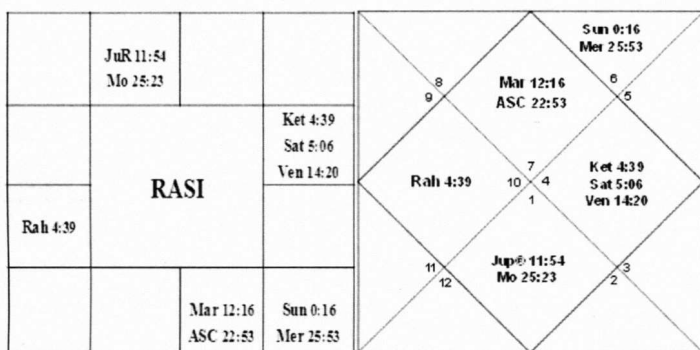 JuR 11:54
Mo 25:23
Ket 4:39
Sat 5:06
Ven 14:20
RASI
Rah 4:39
Mar 12:16
ASC 22:53
Sun 0:16
Mer 25:53
Sun 0:16
Mer 25:53
Mar 12:16
ASC 22:53
8
9
6
5
Rah 4:39
7
10 4
1
Ket 4:39
Sat 5:06
Ven 14:20
Jup® 11:54
Mo 25:23
11
12
3
2